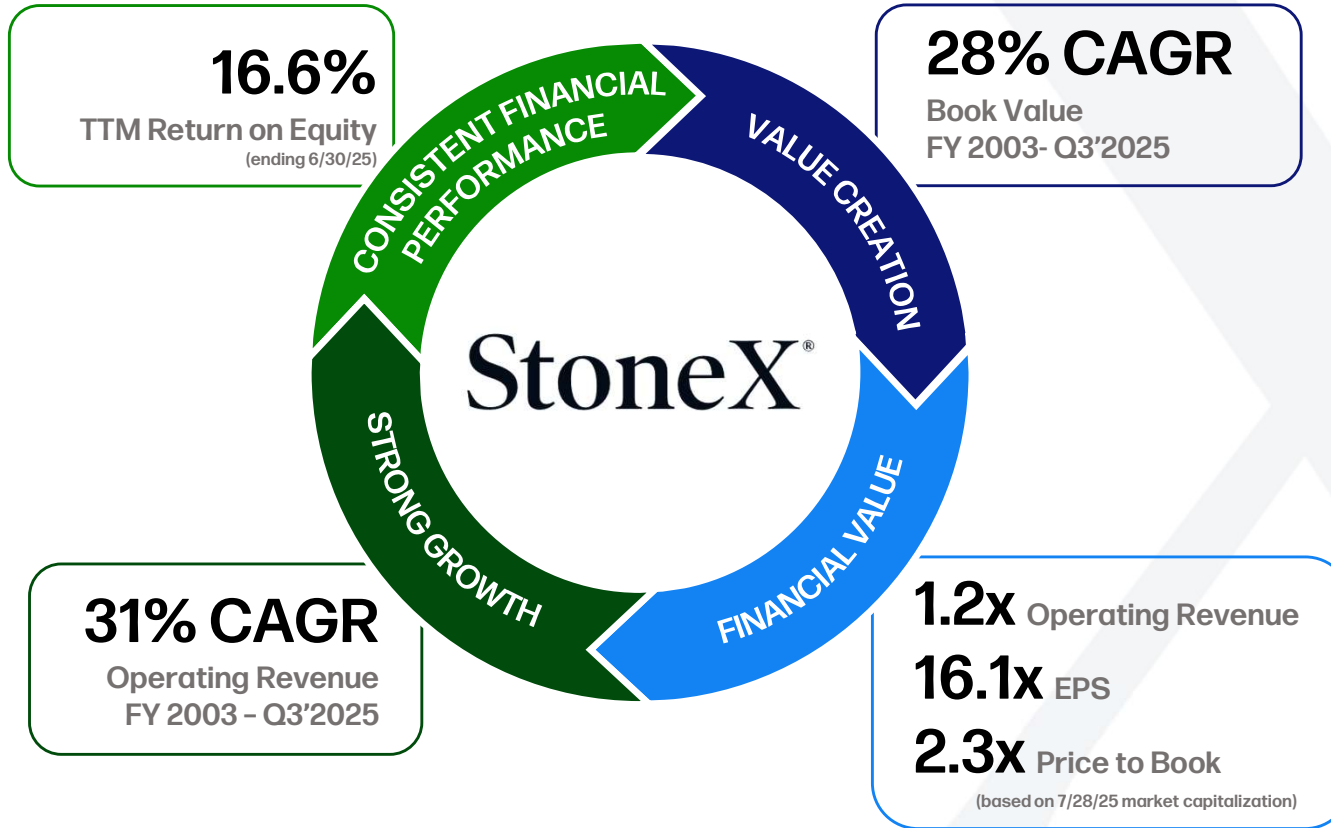 16.6%
TTM Return on Equity
(ending 6/30/25)
CONSISTENT FINANCIAL
PERFORMANCE
28% CAGR
Book Value
FY 2003- Q3’2025
VALUE CREATION
StoneX®
STRONG GROWTH
31% CAGR
Operating Revenue
FY 2003 – Q3’2025
FINANCIAL VALUE
1.2x Operating Revenue
16.1x EPS
2.3x Price to Book
(based on 7/28/25 market capitalization)